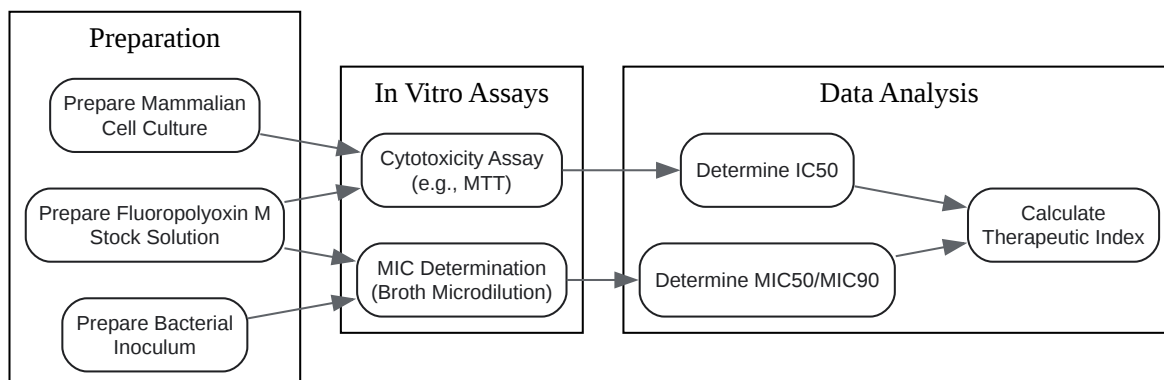 Preparation
Prepare Mammalian
Cell Culture
Prepare Fluoropolyoxin M
Stock Solution
Prepare Bacterial
Inoculum
In Vitro Assays
Cytotoxicity Assay
(e.g., MTT)
MIC Determination
(Broth Microdilution)
Data Analysis
Determine IC50
Determine MIC50/MIC90
Calculate
Therapeutic Index